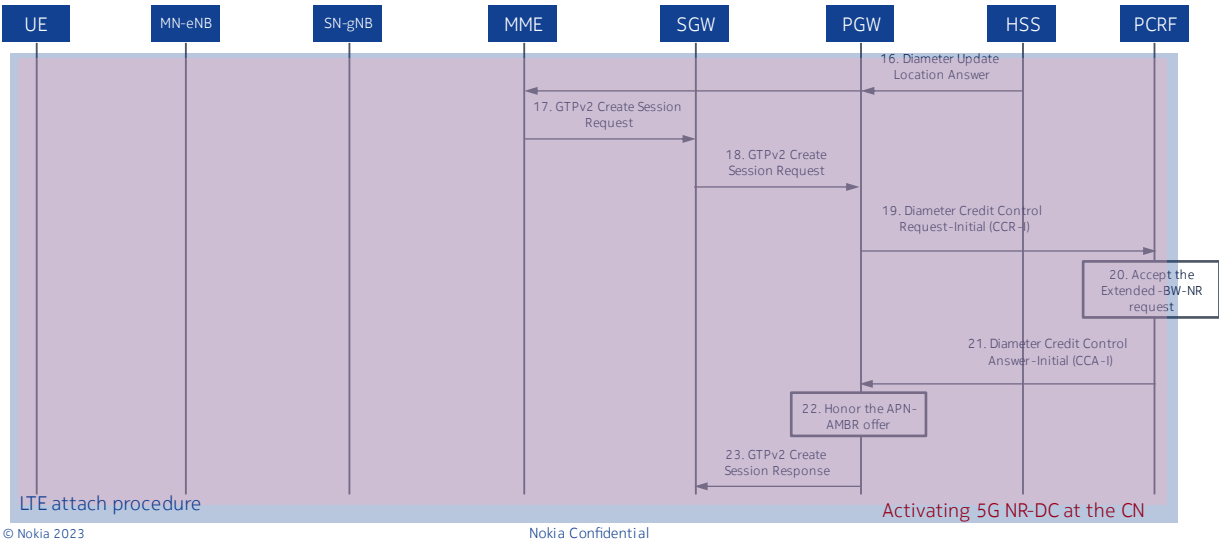 UE
MN-eNB
SN-gNB
MME
SGW
PGW
HSS
PCRF
16. Diameter Update
Location Answer
17. GTPv2 Create Session
Request
18. GTPv2 Create
Session Request
19. Diameter Credit Control
Request-Initial (CCR-I)
20. Accept the
Extended-BW-NR
request
21. Diameter Credit Control
Answer-Initial (CCA-I)
22. Honor the APN-
AMBR offer
23. GTPv2 Create
Session Response
LTE attach procedure
Activating 5G NR-DC at the CN
© Nokia 2023
Nokia Confidential